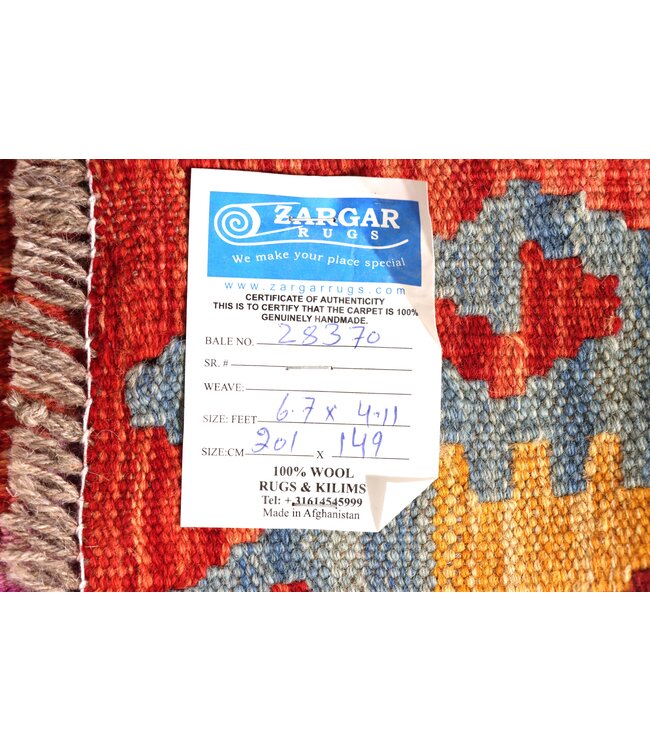 ZARGAR
RUGS
We make your place special
www.zargarrugs.com
CERTIFICATE OF AUTHENTICITY
THIS IS TO CERTIFY THAT THE CARPET IS 100%
GENUINELY HANDMADE.
BALE NO. 28370
SR. #
WEAVE:
SIZE: FEET 6.7 x 4.11
SIZE:CM 201 X 149
100% WOOL
RUGS & KILIMS
Tel: +31614545999
Made in Afghanistan